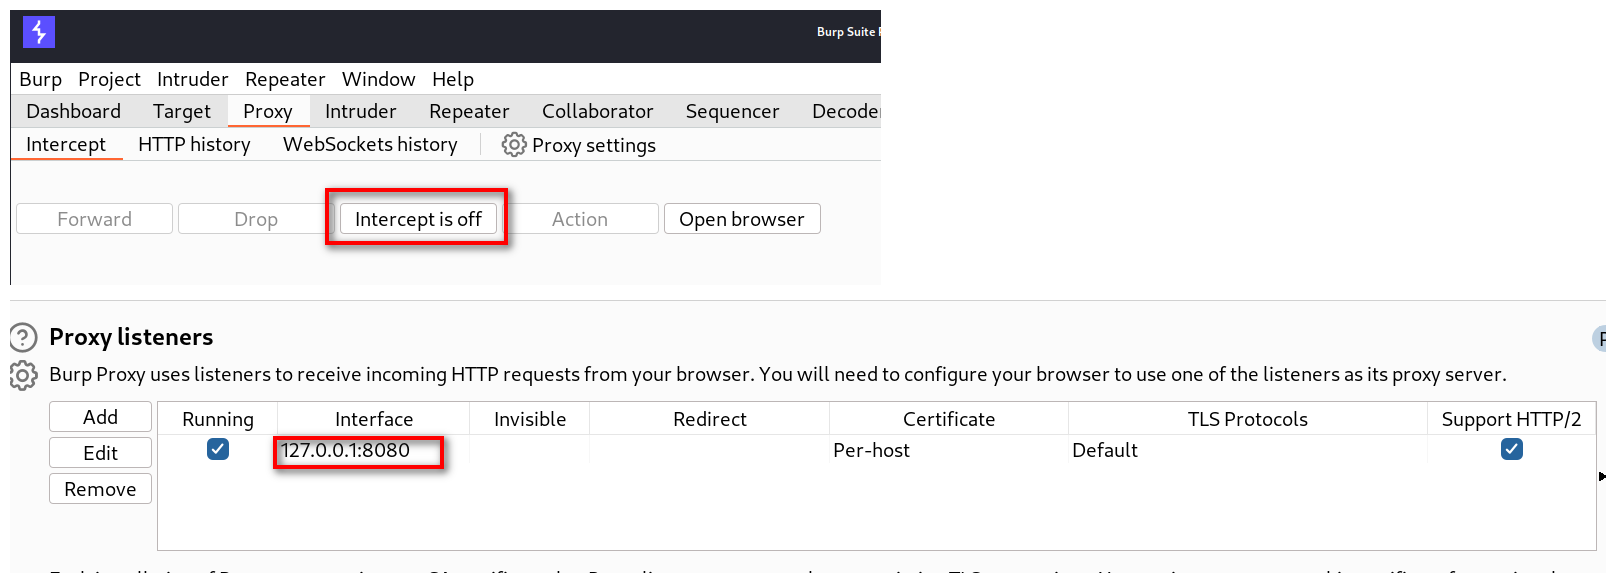 Burp Suite
Burp Project Intruder Repeater Window Help
Dashboard Target Proxy Intruder Repeater Collaborator Sequencer Decoder
Intercept HTTP history WebSockets history Proxy settings
Forward Drop Intercept is off Action Open browser
Proxy listeners
Burp Proxy uses listeners to receive incoming HTTP requests from your browser. You will need to configure your browser to use one of the listeners as its proxy server.
Add Running Interface Invisible Redirect Certificate TLS Protocols Support HTTP/2
Edit 127.0.0.1:8080 Per-host Default
Remove